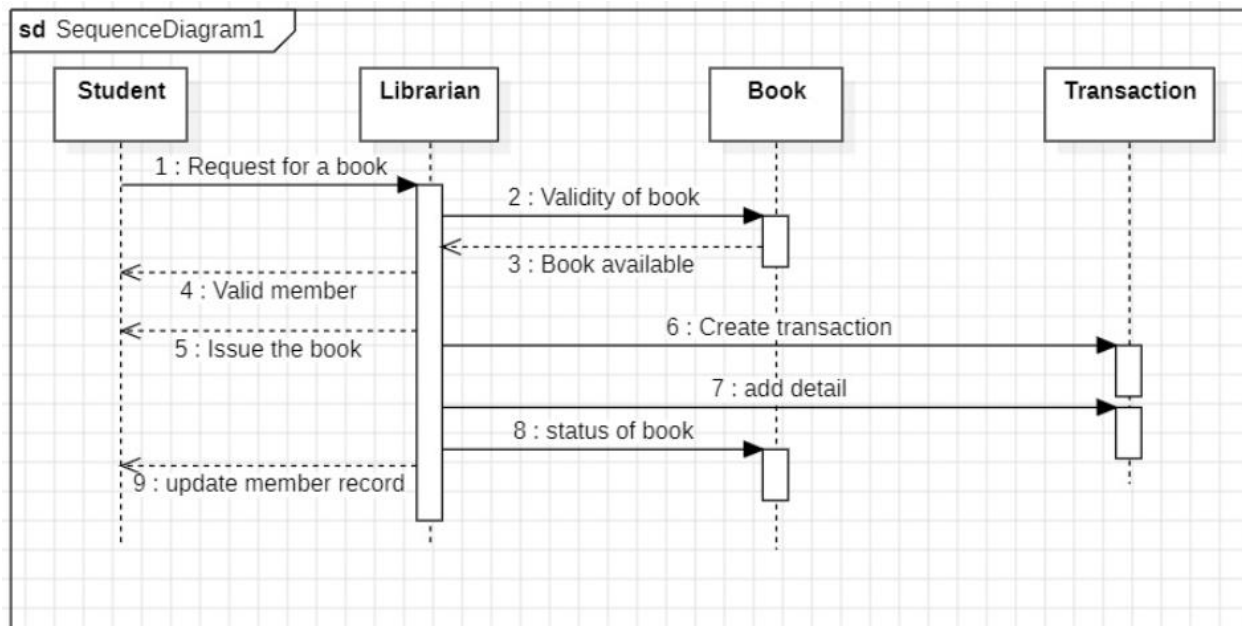 sd SequenceDiagram1
Student
Librarian
Book
Transaction
1 : Request for a book
2 : Validity of book
3 : Book available
4 : Valid member
5 : Issue the book
6 : Create transaction
7 : add detail
8 : status of book
9 : update member record